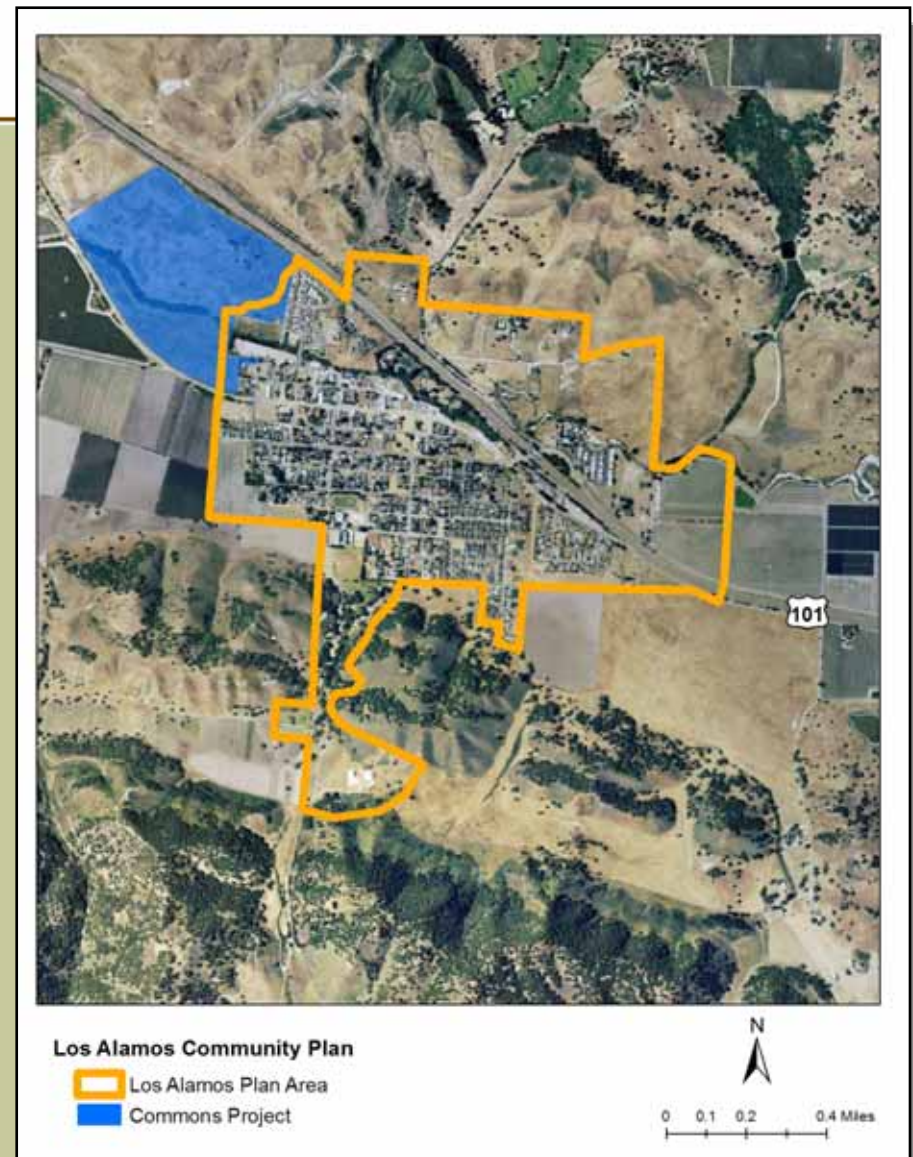 101
Los Alamos Community Plan
Los Alamos Plan Area
Commons Project
N
0 0.1 0.2 0.4 Miles